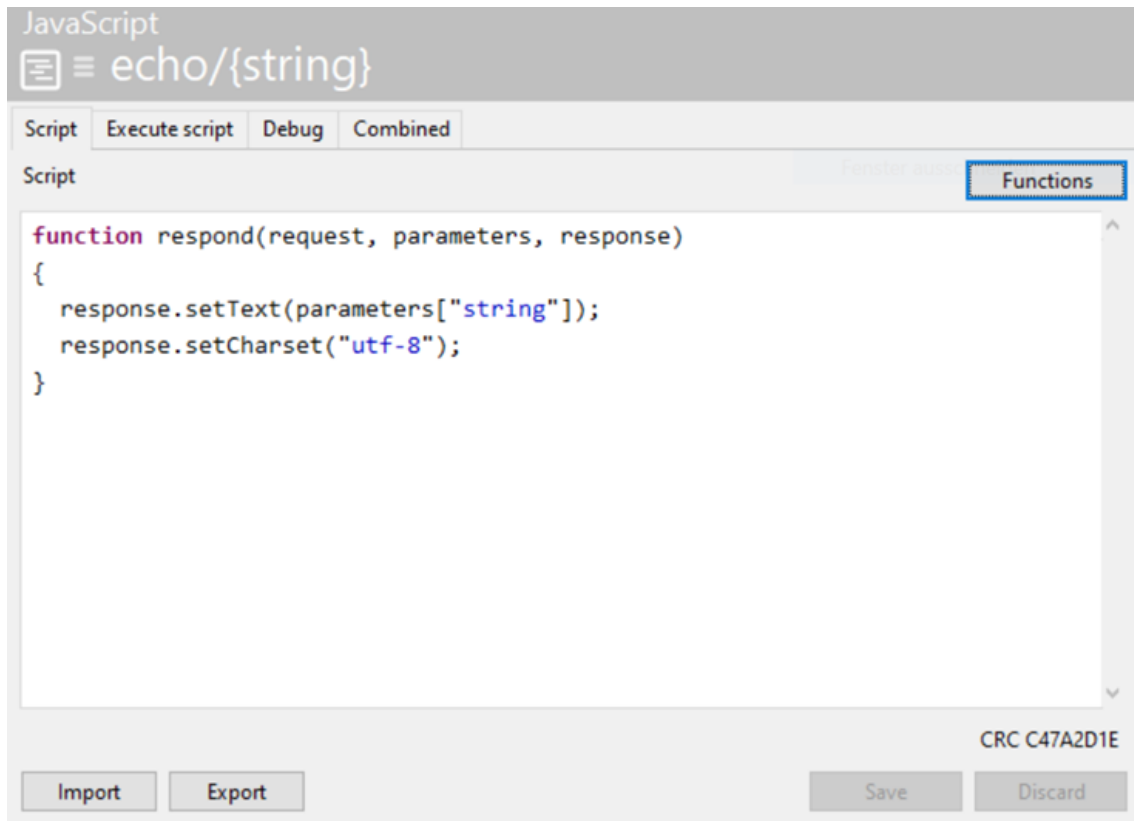 JavaScript
echo/{string}
Script Execute script Debug Combined
Script
Functions
function respond(request, parameters, response)
{
  response.setText(parameters["string"]);
  response.setCharset("utf-8");
}
CRC C47A2D1E
Import Export Save Discard